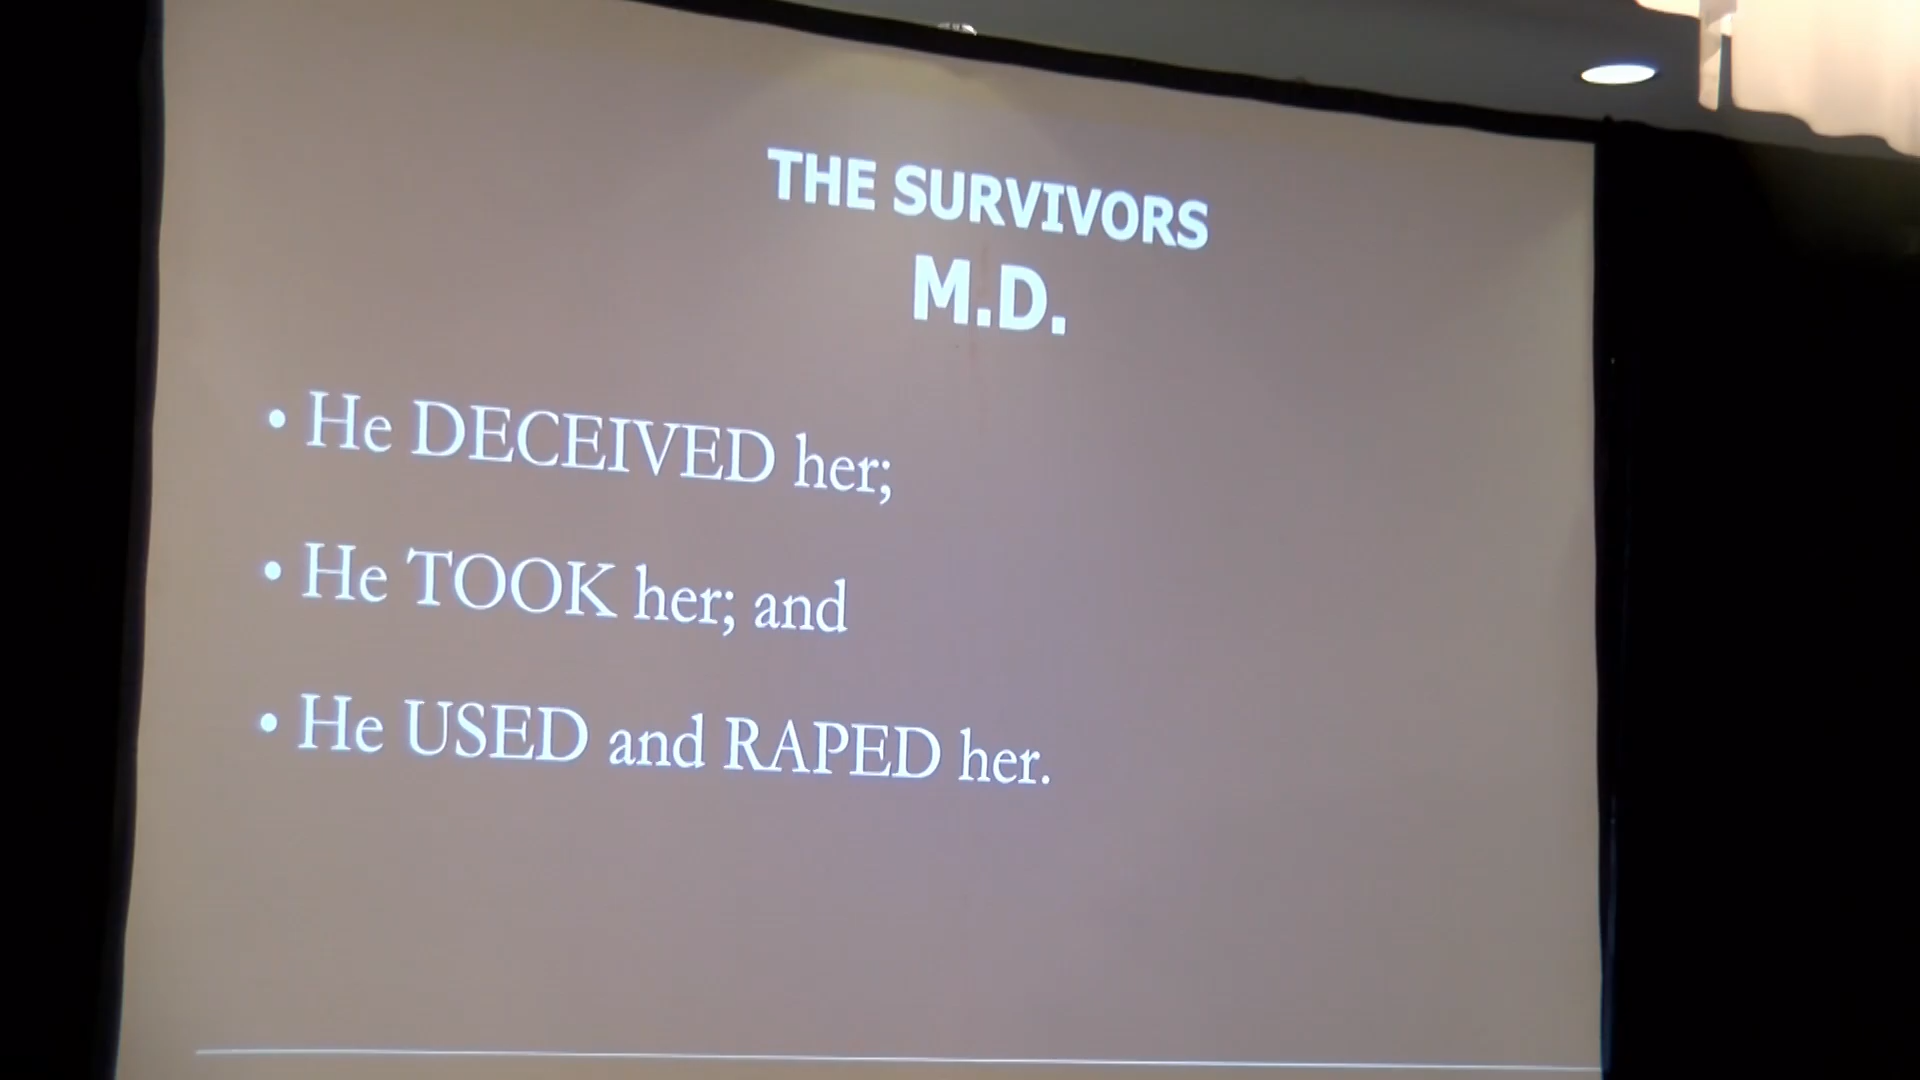 THE SURVIVORS
M.D.
• He DECEIVED her;
• He TOOK her; and
• He USED and RAPED her.